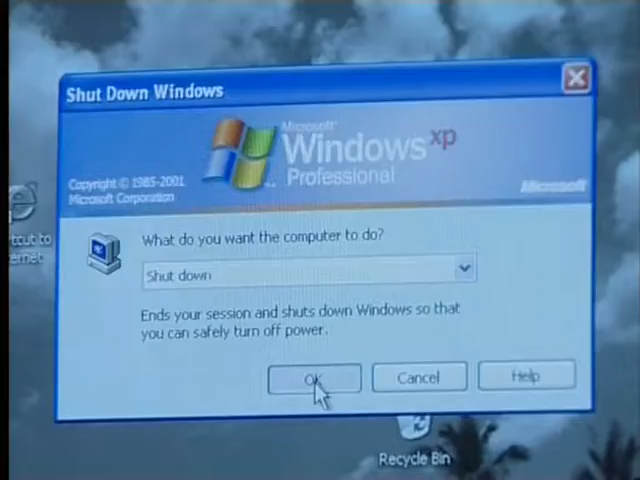 Shut Down Windows
Microsoft®
Windows xp
Professional
Copyright © 1985-2001
Microsoft Corporation
Microsoft
What do you want the computer to do?
Shut down
Ends your session and shuts down Windows so that
you can safely turn off power.
OK
Cancel
Help
Recycle Bin